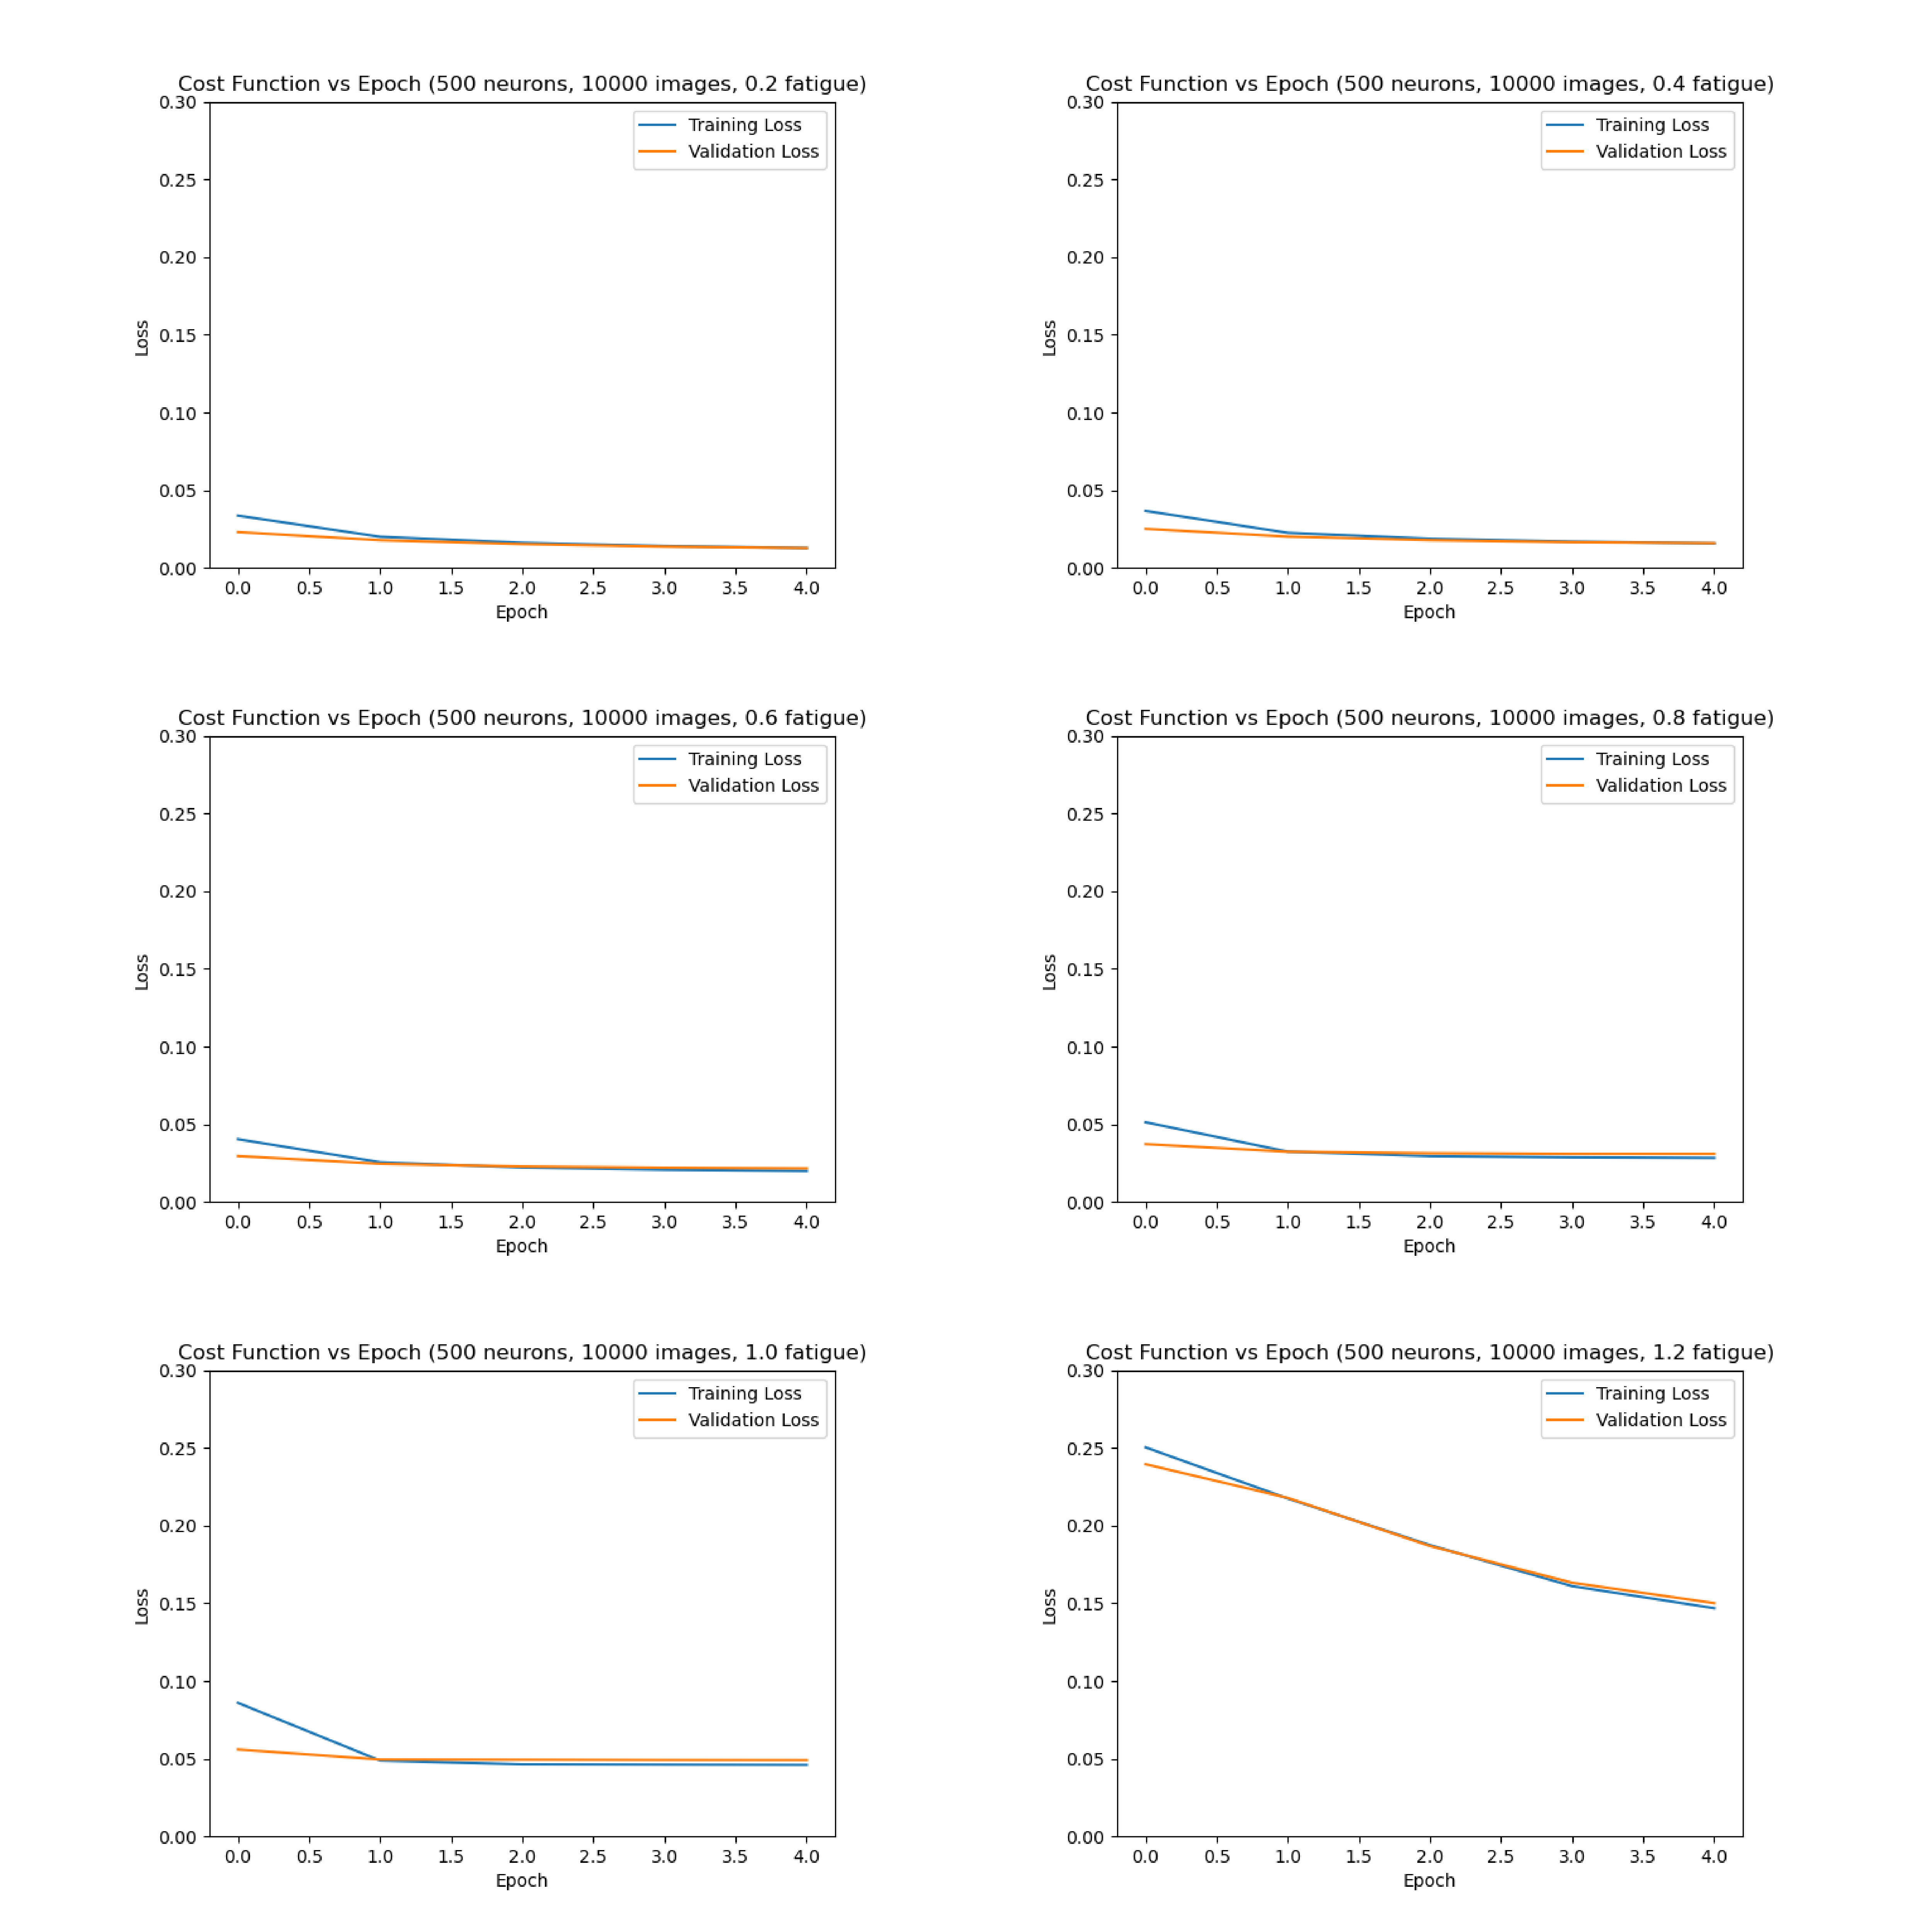 Cost Function vs Epoch (500 neurons, 10000 images, 0.2 fatigue)
0.30
0.25
0.20
0.15
0.10
0.05
0.00
Loss
Training Loss
Validation Loss
0.0 0.5 1.0 1.5 2.0 2.5 3.0 3.5 4.0
Epoch
Cost Function vs Epoch (500 neurons, 10000 images, 0.4 fatigue)
0.30
0.25
0.20
0.15
0.10
0.05
0.00
Loss
Training Loss
Validation Loss
0.0 0.5 1.0 1.5 2.0 2.5 3.0 3.5 4.0
Epoch
Cost Function vs Epoch (500 neurons, 10000 images, 0.6 fatigue)
0.30
0.25
0.20
0.15
0.10
0.05
0.00
Loss
Training Loss
Validation Loss
0.0 0.5 1.0 1.5 2.0 2.5 3.0 3.5 4.0
Epoch
Cost Function vs Epoch (500 neurons, 10000 images, 0.8 fatigue)
0.30
0.25
0.20
0.15
0.10
0.05
0.00
Loss
Training Loss
Validation Loss
0.0 0.5 1.0 1.5 2.0 2.5 3.0 3.5 4.0
Epoch
Cost Function vs Epoch (500 neurons, 10000 images, 1.0 fatigue)
0.30
0.25
0.20
0.15
0.10
0.05
0.00
Loss
Training Loss
Validation Loss
0.0 0.5 1.0 1.5 2.0 2.5 3.0 3.5 4.0
Epoch
Cost Function vs Epoch (500 neurons, 10000 images, 1.2 fatigue)
0.30
0.25
0.20
0.15
0.10
0.05
0.00
Loss
Training Loss
Validation Loss
0.0 0.5 1.0 1.5 2.0 2.5 3.0 3.5 4.0
Epoch